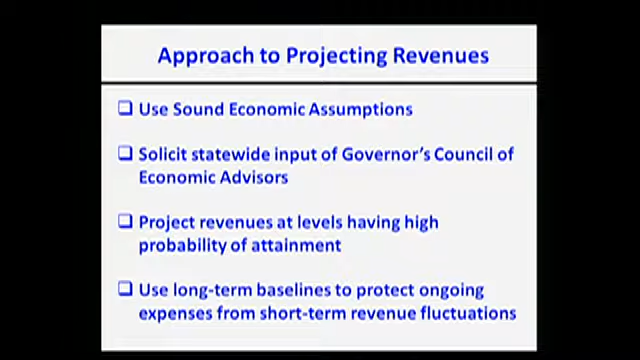 Approach to Projecting Revenues
❑ Use Sound Economic Assumptions
❑ Solicit statewide input of Governor's Council of
Economic Advisors
❑ Project revenues at levels having high
probability of attainment
❑ Use long-term baselines to protect ongoing
expenses from short-term revenue fluctuations